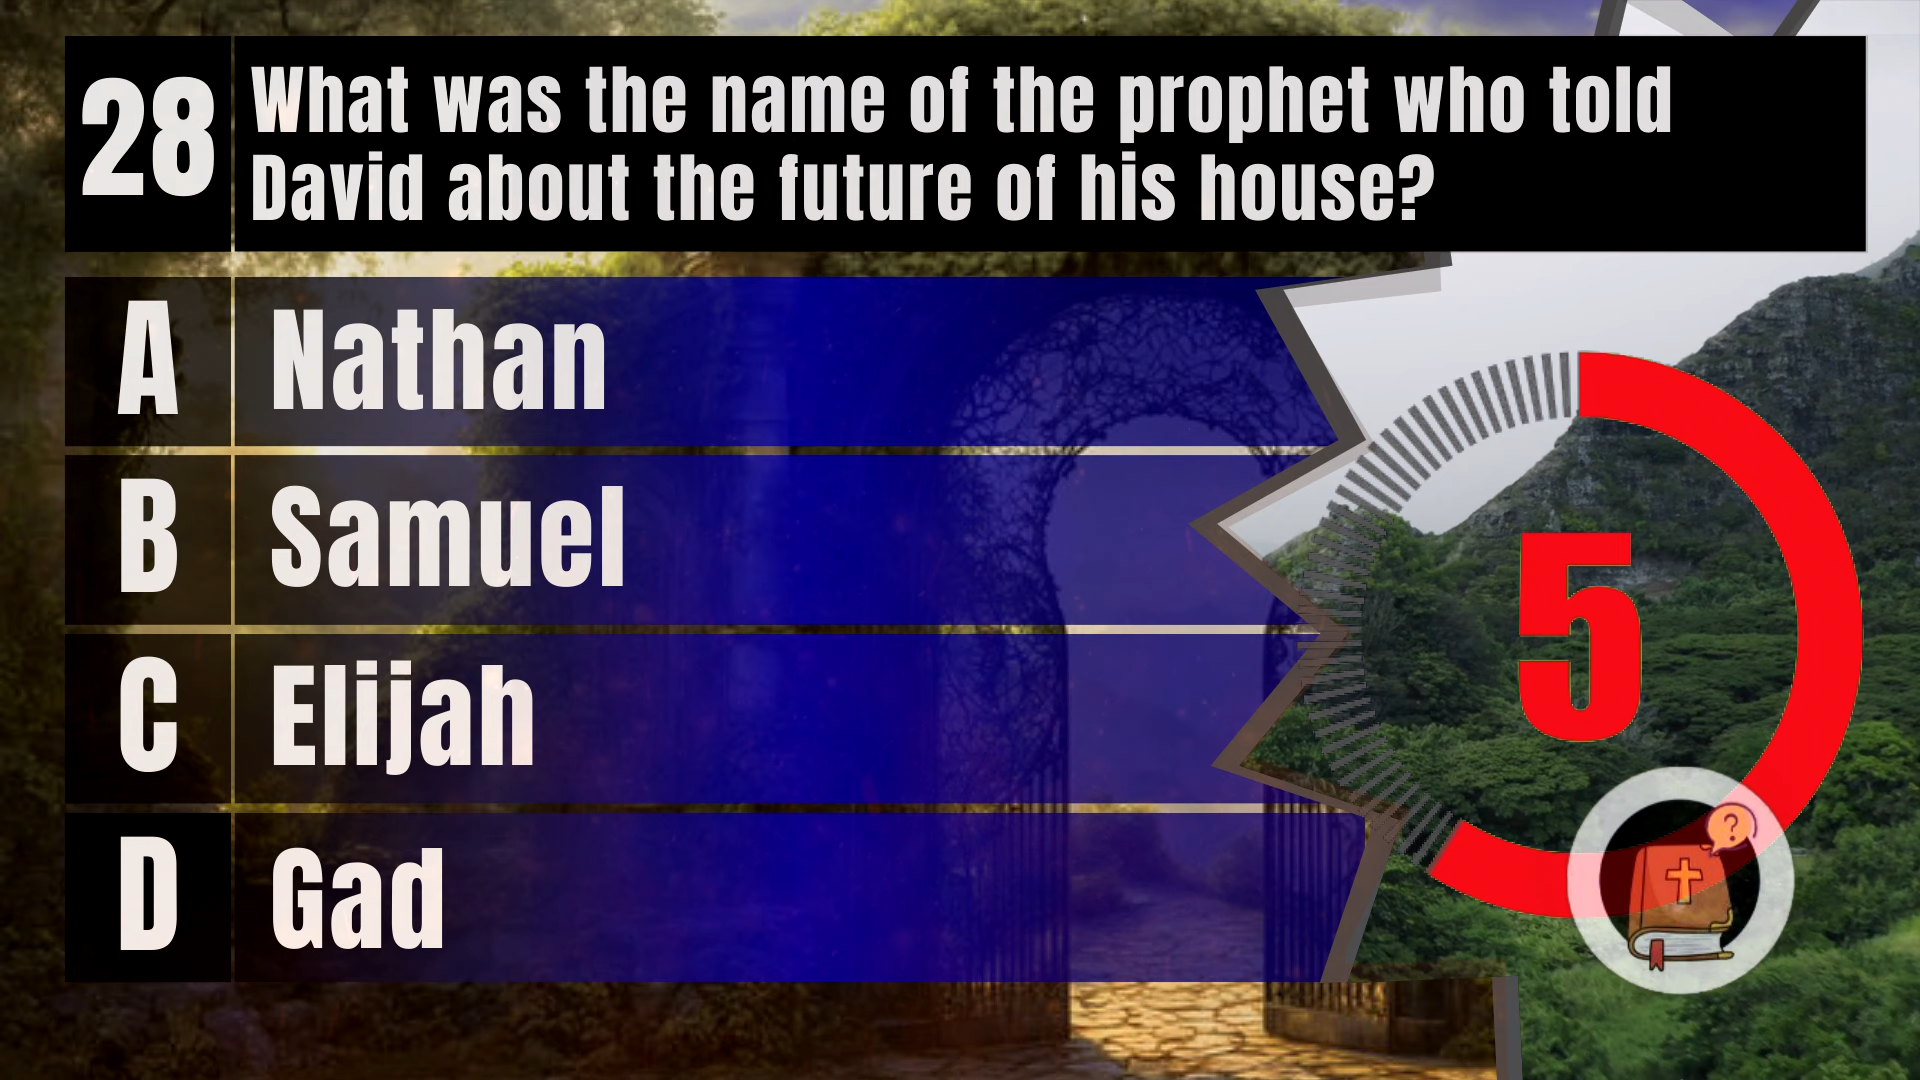 28
What was the name of the prophet who told
David about the future of his house?
A Nathan
B Samuel
C Elijah
D Gad
5
?